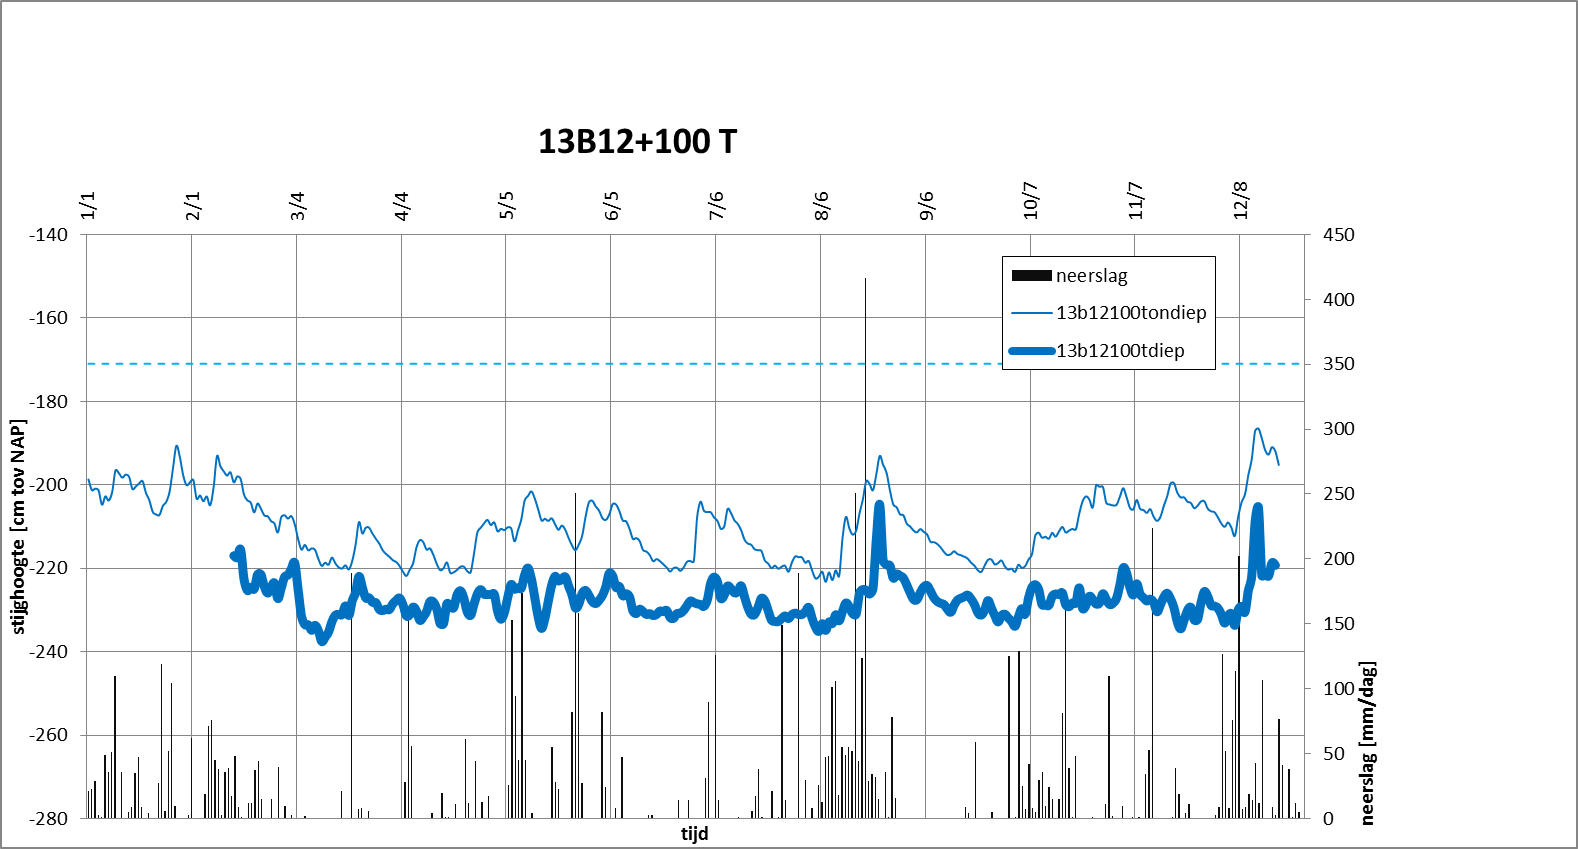 13B12+100 T
1/1 2/1 3/4 4/4 5/5 6/5 7/6 8/6 9/6 10/7 11/7 12/8
-140 450
400
-160
neerslag
13b12100tondiep
13b12100tdiep
350
-180
300
-200 250
-220 200
150
-240
100
-260
50
-280 0
stijghoogte [cm tov NAP]
neerslag [mm/dag]
tijd